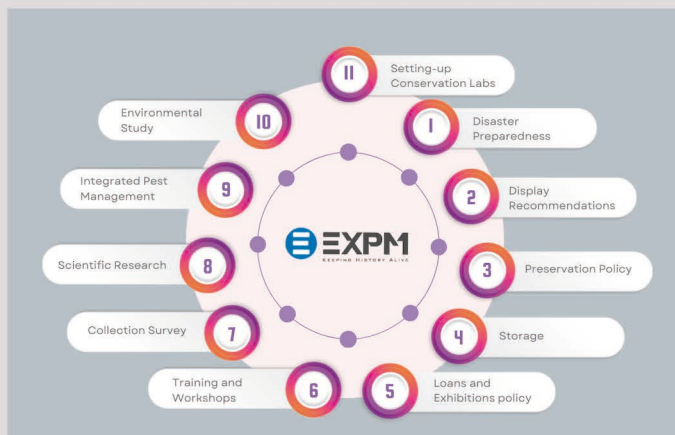 11
Setting-up
Conservation Labs
1
Disaster
Preparedness
2
Display
Recommendations
3
Preservation Policy
4
Storage
5
Loans and
Exhibitions policy
6
Training and
Workshops
7
Collection Survey
8
Scientific Research
9
Integrated Pest
Management
10
Environmental
Study
EXPM
KEEPING HISTORY ALIVE